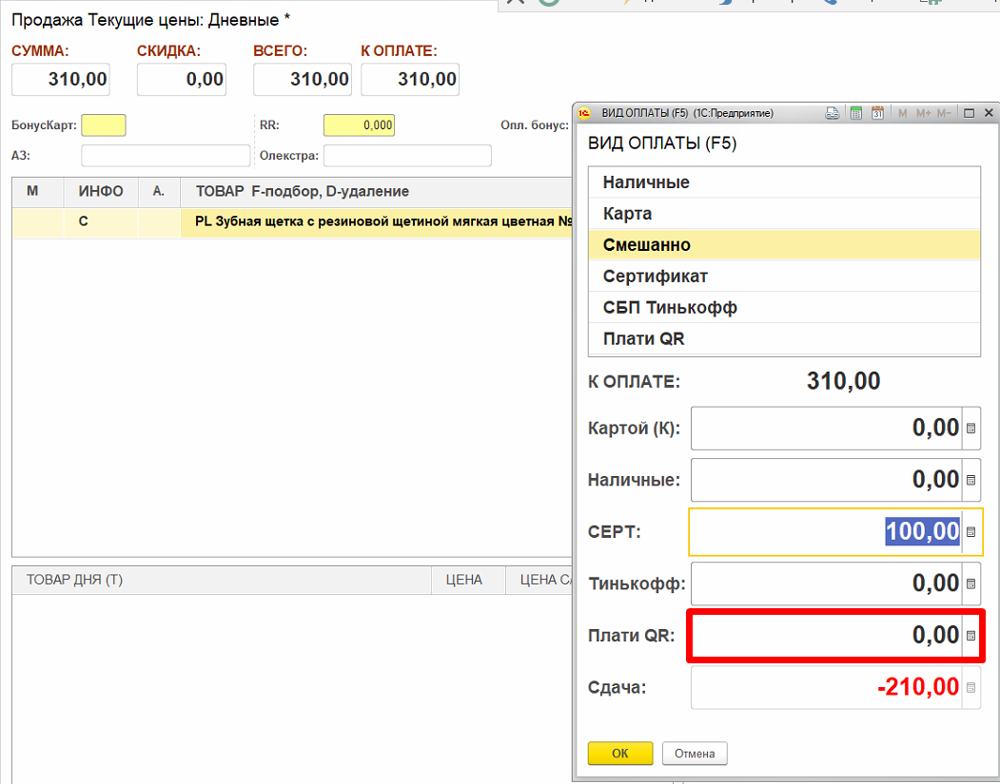 Продажа Текущие цены: Дневные *
СУММА: СКИДКА: ВСЕГО: К ОПЛАТЕ:
310,00 0,00 310,00 310,00
БонусКарт: RR: 0,000 Опл. бонус:
АЗ: Олекстра:
М ИНФО А. ТОВАР F-подбор, D-удаление
С PL Зубная щетка с резиновой щетиной мягкая цветная №
ТОВАР ДНЯ (Т) ЦЕНА ЦЕНА
ВИД ОПЛАТЫ (F5) (1С:Предприятие) 31 M M+ M-
ВИД ОПЛАТЫ (F5)
Наличные
Карта
Смешанно
Сертификат
СБП Тинькофф
Плати QR
К ОПЛАТЕ: 310,00
Картой (К): 0,00
Наличные: 0,00
СЕРТ: 100,00
Тинькофф: 0,00
Плати QR: 0,00
Сдача: -210,00
ОК Отмена